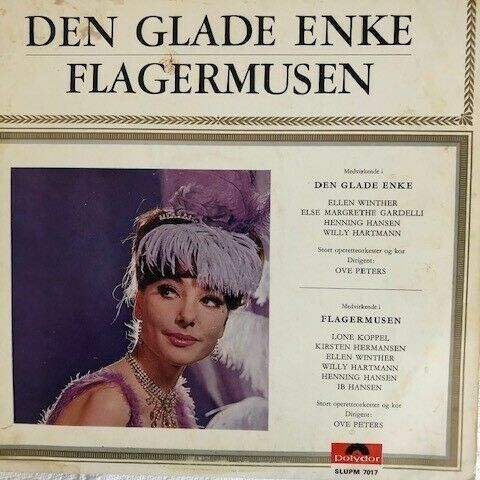 DEN GLADE ENKE
FLAGERMUSEN
Medvirkende i
DEN GLADE ENKE
ELLEN WINTHER
ELSE MARGRETHE GARDELLI
HENNING HANSEN
WILLY HARTMANN
Stort operetteorkester og kor
Dirigent:
OVE PETERS
Medvirkende i
FLAGERMUSEN
LONE KOPPEL
KIRSTEN HERMANSEN
ELLEN WINTHER
WILLY HARTMANN
HENNING HANSEN
IB HANSEN
Stort operetteorkester og kor
Dirigent:
OVE PETERS
Polydor
SLUPM 7017